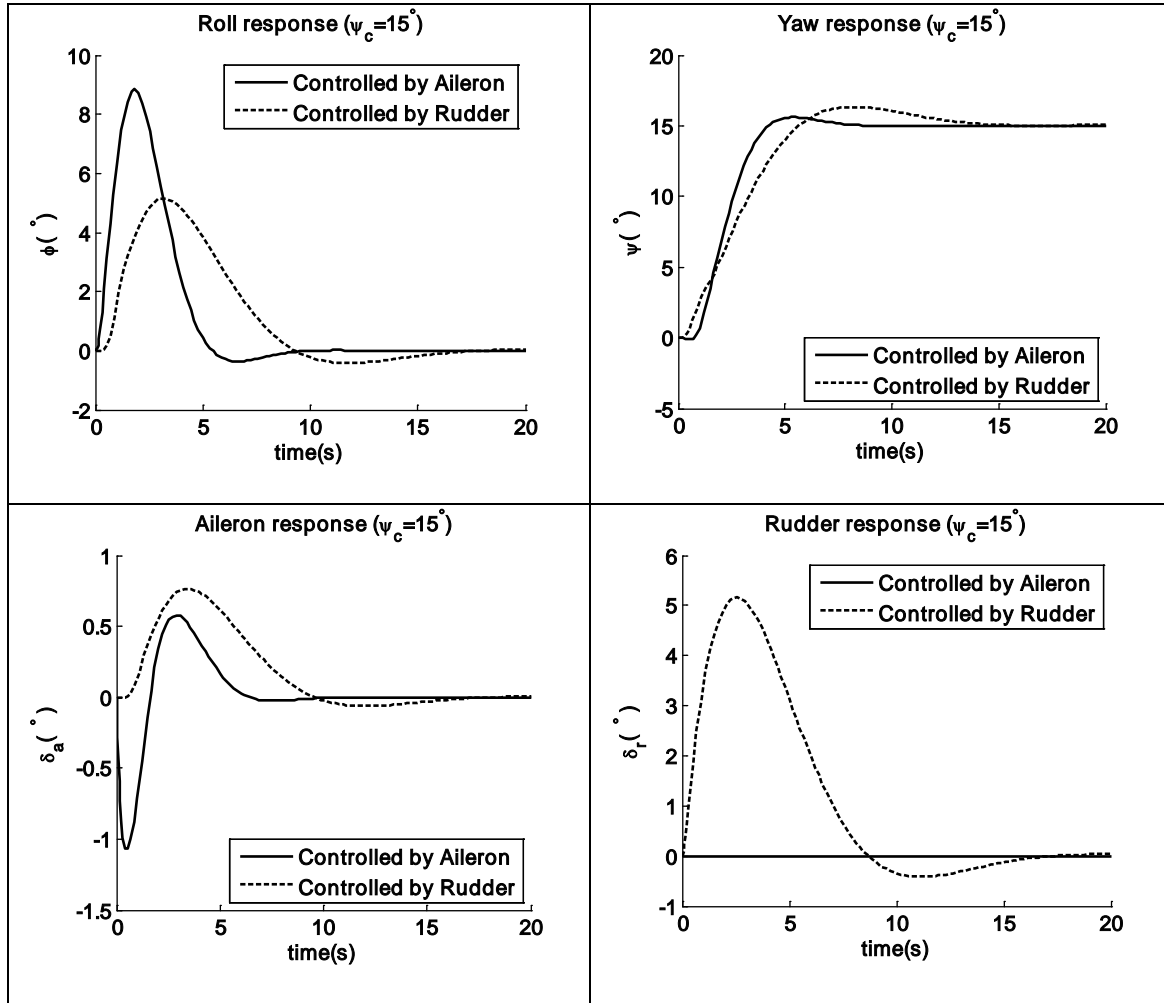 Roll response (ψc=15°)
10
8
6
4
2
0
-2
ϕ( °)
Controlled by Aileron
Controlled by Rudder
0 5 10 15 20
time(s)
Yaw response (ψc=15°)
20
15
10
5
0
-5
ψ( °)
Controlled by Aileron
Controlled by Rudder
0 5 10 15 20
time(s)
Aileron response (ψc=15°)
1
0.5
0
-0.5
-1
-1.5
δa( °)
Controlled by Aileron
Controlled by Rudder
0 5 10 15 20
time(s)
Rudder response (ψc=15°)
6
5
4
3
2
1
0
-1
δr( °)
Controlled by Aileron
Controlled by Rudder
0 5 10 15 20
time(s)